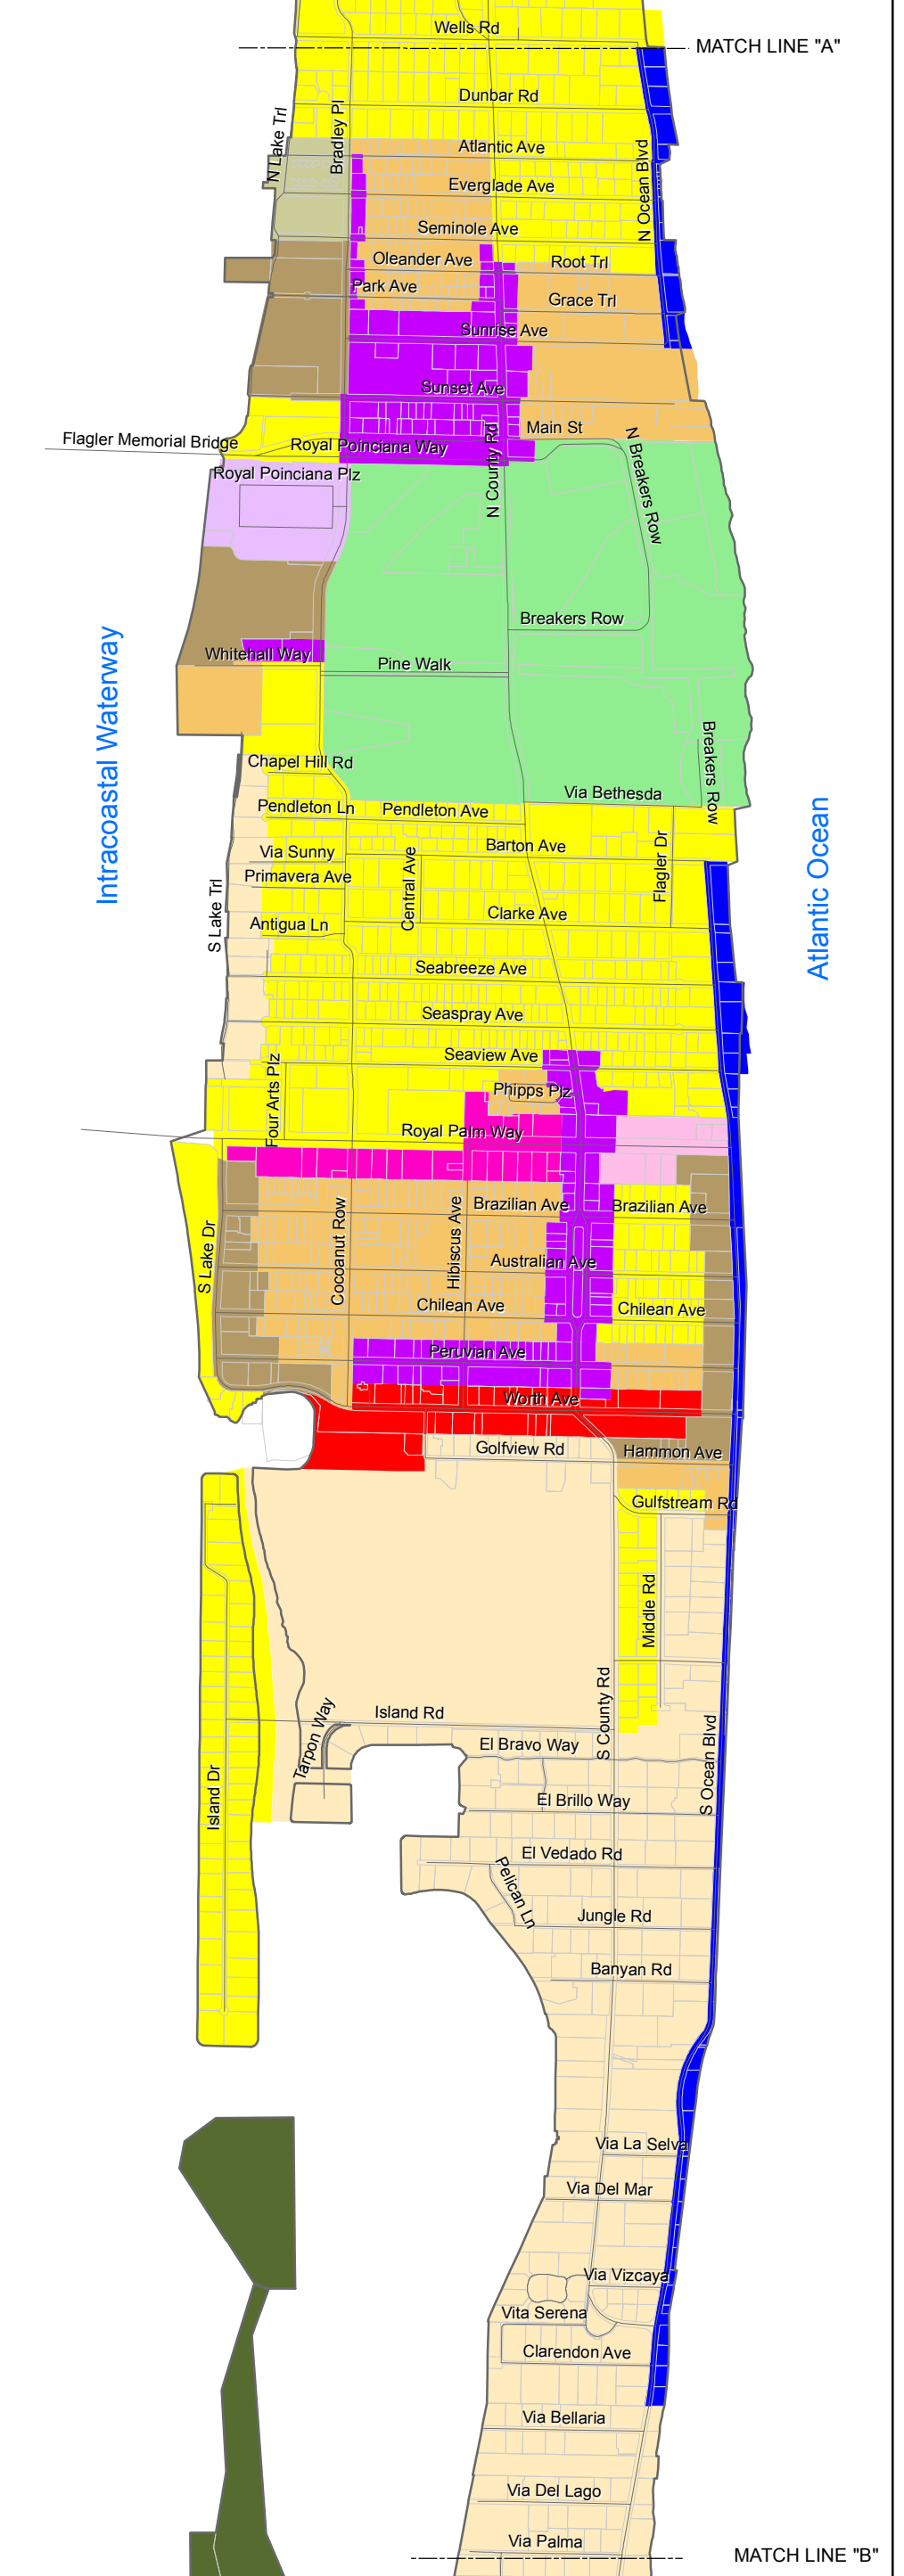 Wells Rd
MATCH LINE "A"
Dunbar Rd
N Lake Trl
Bradley Pl
Atlantic Ave
N Ocean Blvd
Everglade Ave
Seminole Ave
Oleander Ave
Root Trl
Park Ave
Grace Trl
Sunrise Ave
Sunset Ave
Main St
Flagler Memorial Bridge
Royal Poinciana Way
N County Rd
N Breakers Row
Royal Poinciana Plz
Breakers Row
Whitehall Way
Pine Walk
Intracoastal Waterway
Chapel Hill Rd
Breakers Row
Via Bethesda
Pendleton Ln
Pendleton Ave
Barton Ave
Via Sunny
Central Ave
Flagler Dr
Atlantic Ocean
Primavera Ave
S Lake Trl
Clarke Ave
Antigua Ln
Seabreeze Ave
Seaspray Ave
Seaview Ave
Four Arts Plz
Phipps Plz
Royal Palm Way
Brazilian Ave
Brazilian Ave
S Lake Dr
Cocoanut Row
Hibiscus Ave
Australian Ave
Chilean Ave
Chilean Ave
Peruvian Ave
Worth Ave
Golfview Rd
Hammon Ave
Gulfstream Rd
Middle Rd
Island Rd
Tarpon Way
S County Rd
El Bravo Way
S Ocean Blvd
Island Dr
El Brillo Way
El Vedado Rd
Pelican Ln
Jungle Rd
Banyan Rd
Via La Selva
Via Del Mar
Via Vizcaya
Vita Serena
Clarendon Ave
Via Bellaria
Via Del Lago
Via Palma
MATCH LINE "B"